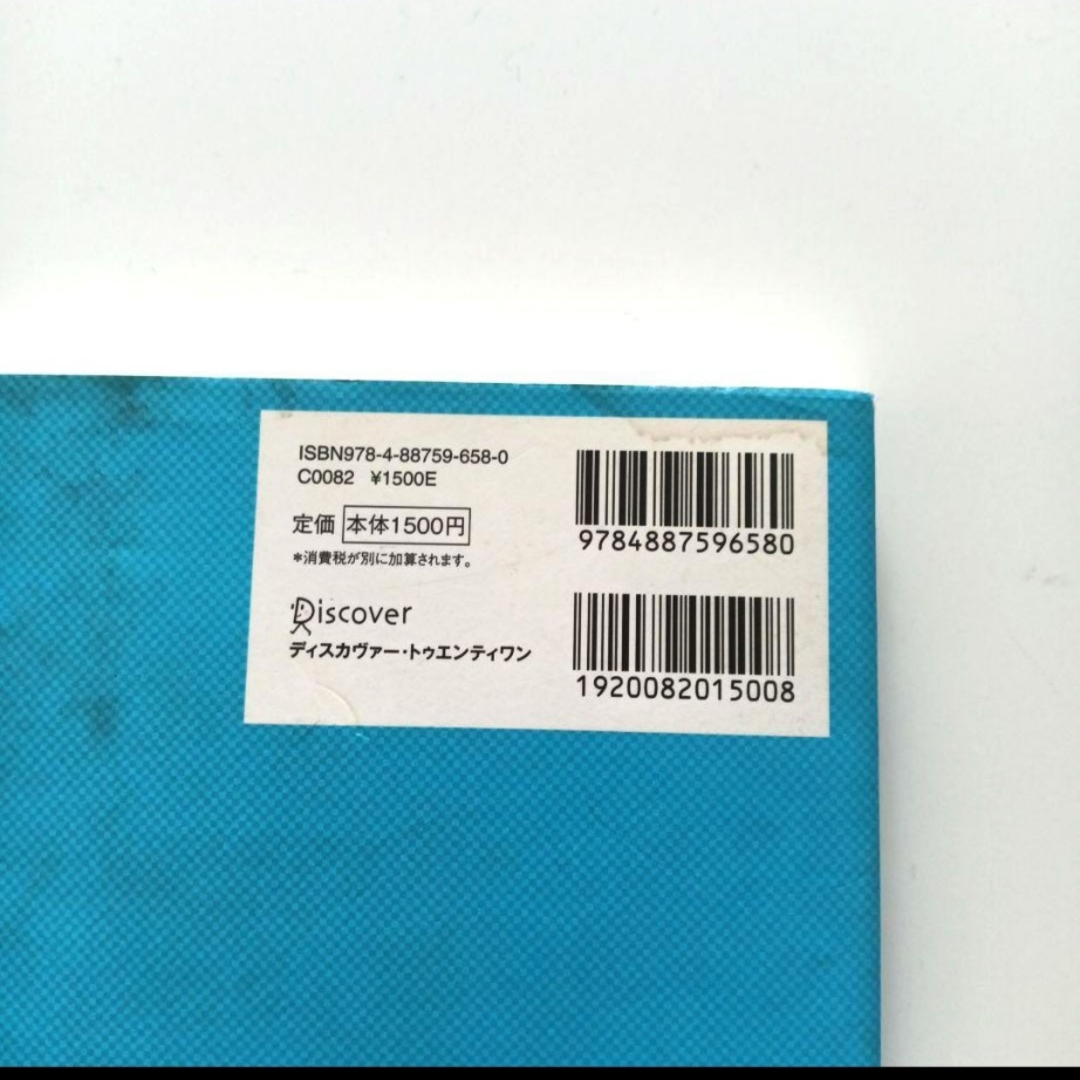 ISBN978-4-88759-658-0
C0082 ¥1500E
定価 本体1500円
*消費税が別に加算されます。
Discover
ディスカヴァー・トゥエンティワン
9784887596580
1920082015008